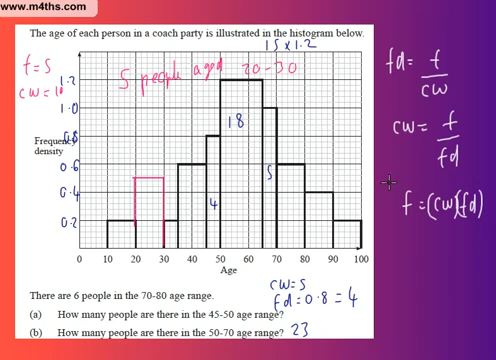 www.m4ths.com
The age of each person in a coach party is illustrated in the histogram below.
15 x 1.2
f=5
cw=10
5 people aged 20-30
fd = f/cw
cw = f/fd
f=(cw)(fd)
1.2
1.0
0.8
0.6
0.4
0.2
Frequency
density
18
4
5
0 10 20 30 40 50 60 70 80 90 100
Age
cw=5
fd=0.8 = 4
There are 6 people in the 70-80 age range.
(a) How many people are there in the 45-50 age range?
(b) How many people are there in the 50-70 age range? 23